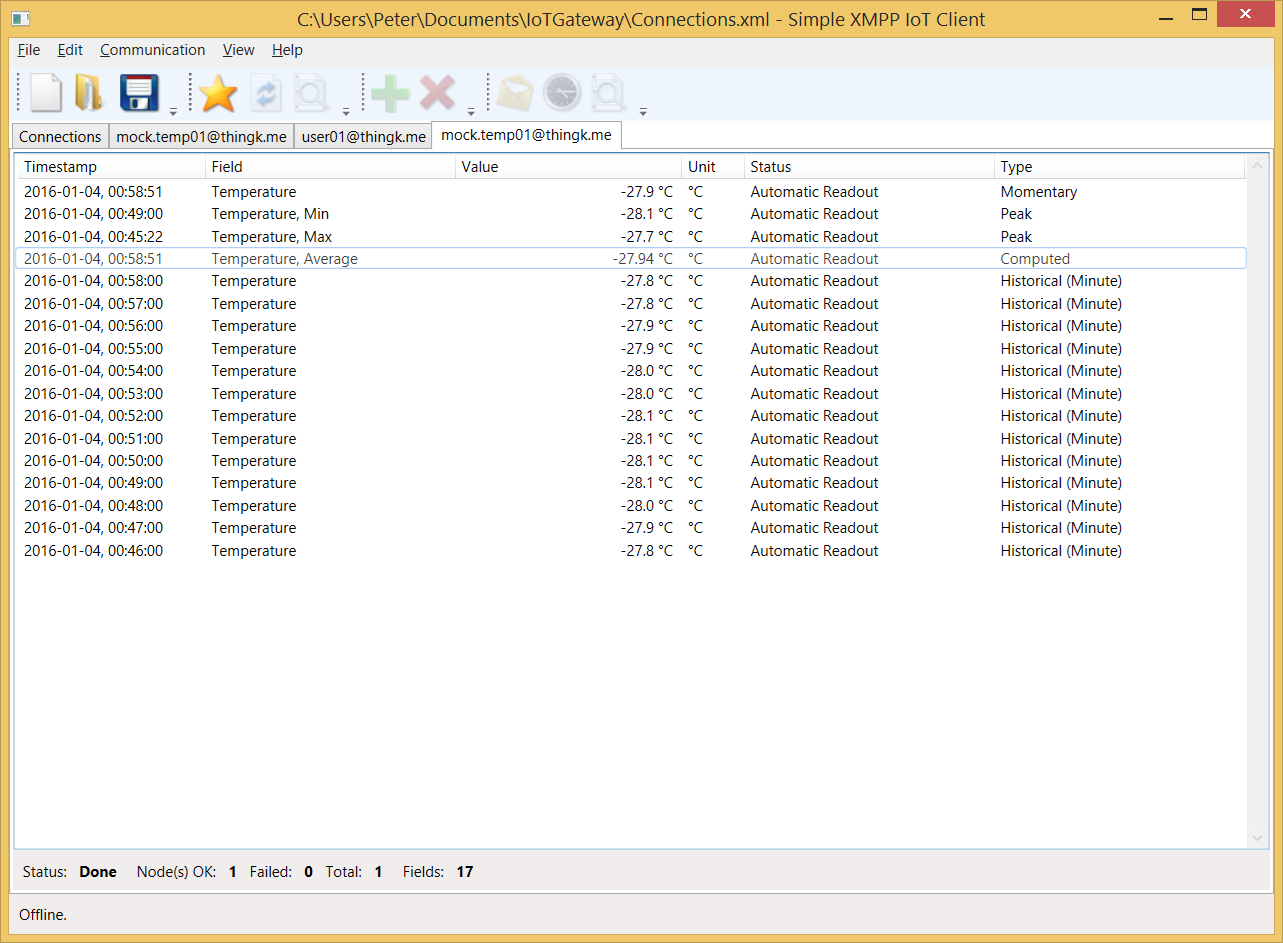 C:\Users\Peter\Documents\IoTGateway\Connections.xml - Simple XMPP IoT Client
File Edit Communication View Help
Connections mock.temp01@thingk.me user01@thingk.me mock.temp01@thingk.me
Timestamp Field Value Unit Status Type
2016-01-04, 00:58:51 Temperature -27.9 °C °C Automatic Readout Momentary
2016-01-04, 00:49:00 Temperature, Min -28.1 °C °C Automatic Readout Peak
2016-01-04, 00:45:22 Temperature, Max -27.7 °C °C Automatic Readout Peak
2016-01-04, 00:58:51 Temperature, Average -27.94 °C °C Automatic Readout Computed
2016-01-04, 00:58:00 Temperature -27.8 °C °C Automatic Readout Historical (Minute)
2016-01-04, 00:57:00 Temperature -27.8 °C °C Automatic Readout Historical (Minute)
2016-01-04, 00:56:00 Temperature -27.9 °C °C Automatic Readout Historical (Minute)
2016-01-04, 00:55:00 Temperature -27.9 °C °C Automatic Readout Historical (Minute)
2016-01-04, 00:54:00 Temperature -28.0 °C °C Automatic Readout Historical (Minute)
2016-01-04, 00:53:00 Temperature -28.0 °C °C Automatic Readout Historical (Minute)
2016-01-04, 00:52:00 Temperature -28.1 °C °C Automatic Readout Historical (Minute)
2016-01-04, 00:51:00 Temperature -28.1 °C °C Automatic Readout Historical (Minute)
2016-01-04, 00:50:00 Temperature -28.1 °C °C Automatic Readout Historical (Minute)
2016-01-04, 00:49:00 Temperature -28.1 °C °C Automatic Readout Historical (Minute)
2016-01-04, 00:48:00 Temperature -28.0 °C °C Automatic Readout Historical (Minute)
2016-01-04, 00:47:00 Temperature -27.9 °C °C Automatic Readout Historical (Minute)
2016-01-04, 00:46:00 Temperature -27.8 °C °C Automatic Readout Historical (Minute)
Status: Done Node(s) OK: 1 Failed: 0 Total: 1 Fields: 17
Offline.